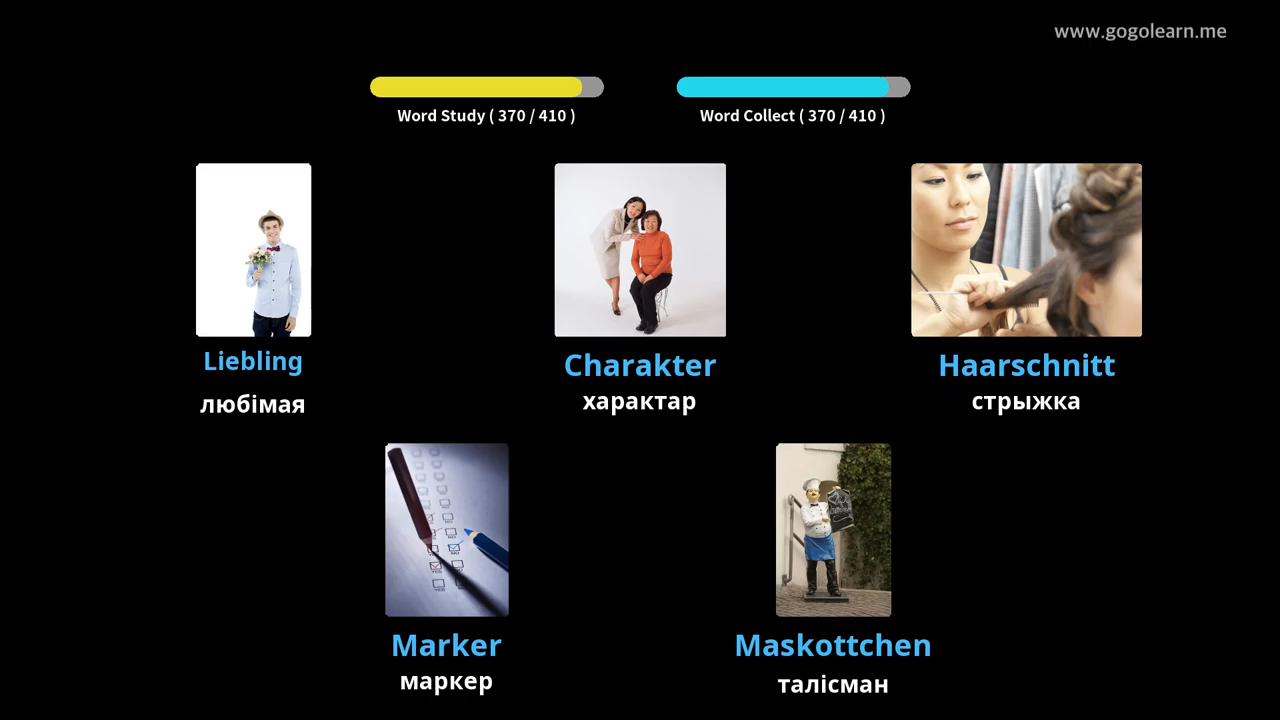 www.gogolearn.me
Word Study ( 370 / 410 )
Word Collect ( 370 / 410 )
Liebling
любімая
Charakter
характар
Haarschnitt
стрыжка
Marker
маркер
Maskottchen
талісман